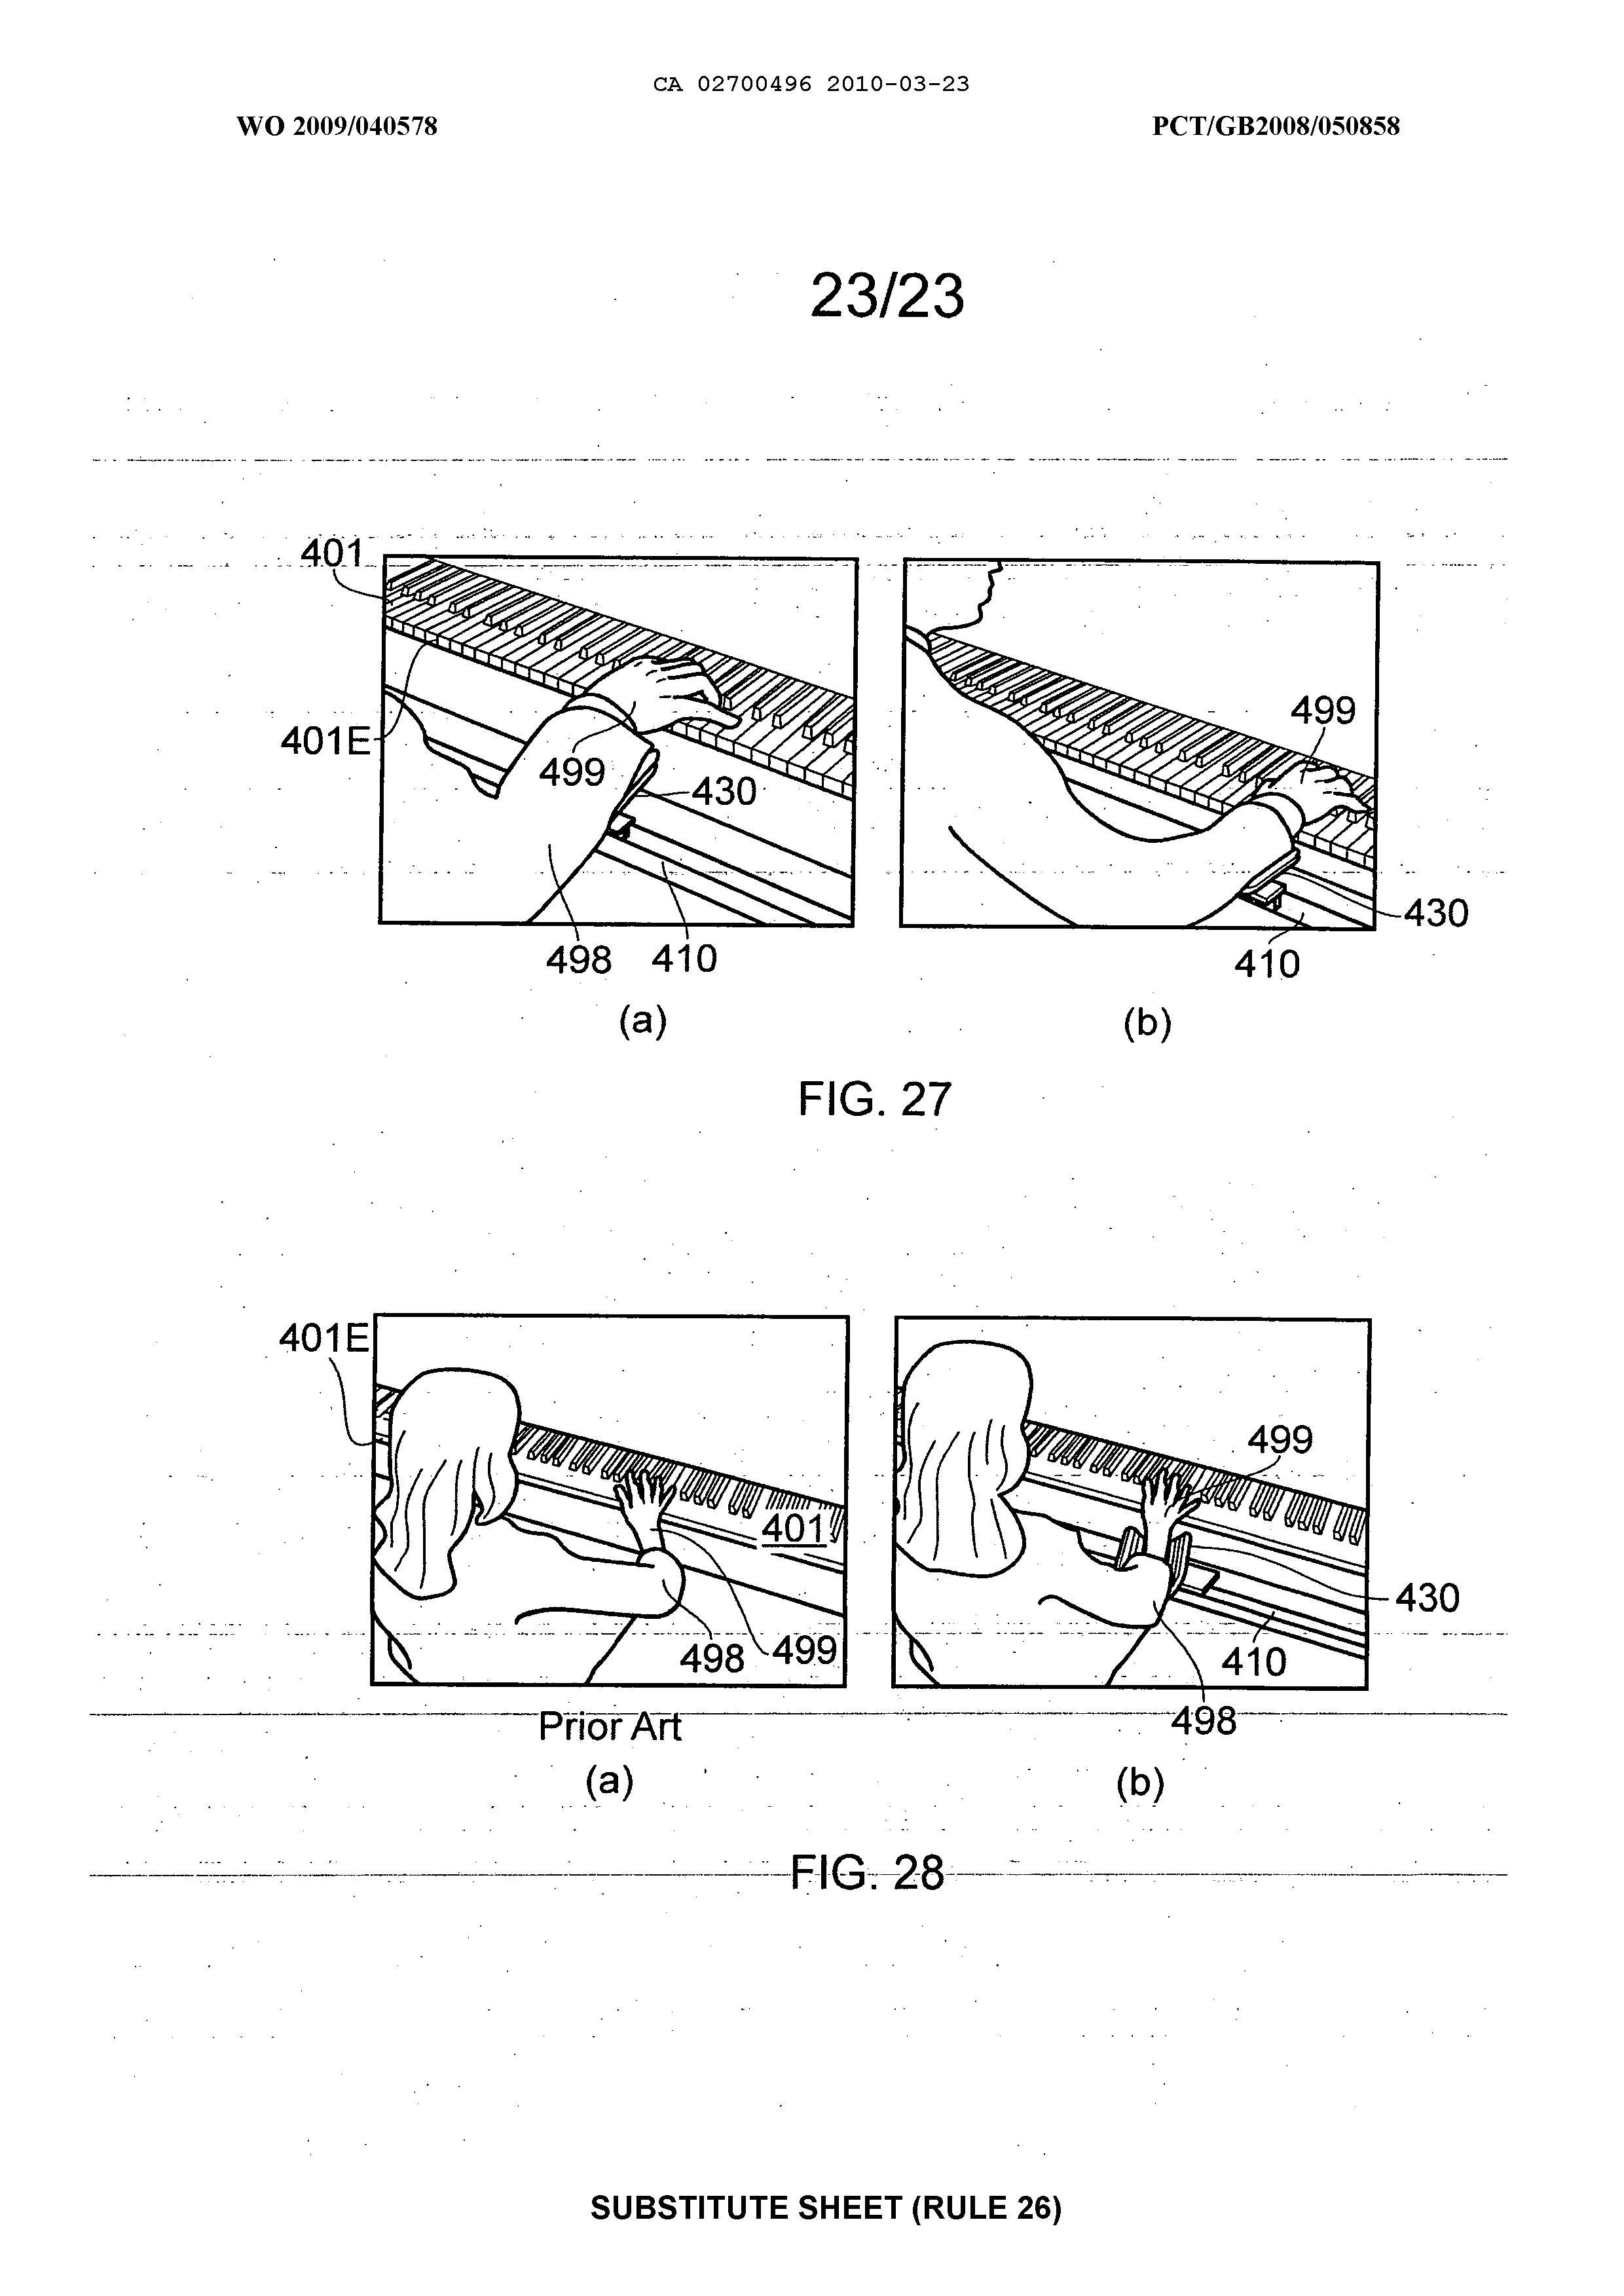 CA 02700496 2010-03-23
WO 2009/040578 PCT/GB2008/050858
23/23
401
401E
499
430
498 410
(a)
499
430
410
(b)
FIG. 27
401E
401
498 499
Prior Art
(a)
499
430
410
498
(b)
FIG. 28
SUBSTITUTE SHEET (RULE 26)